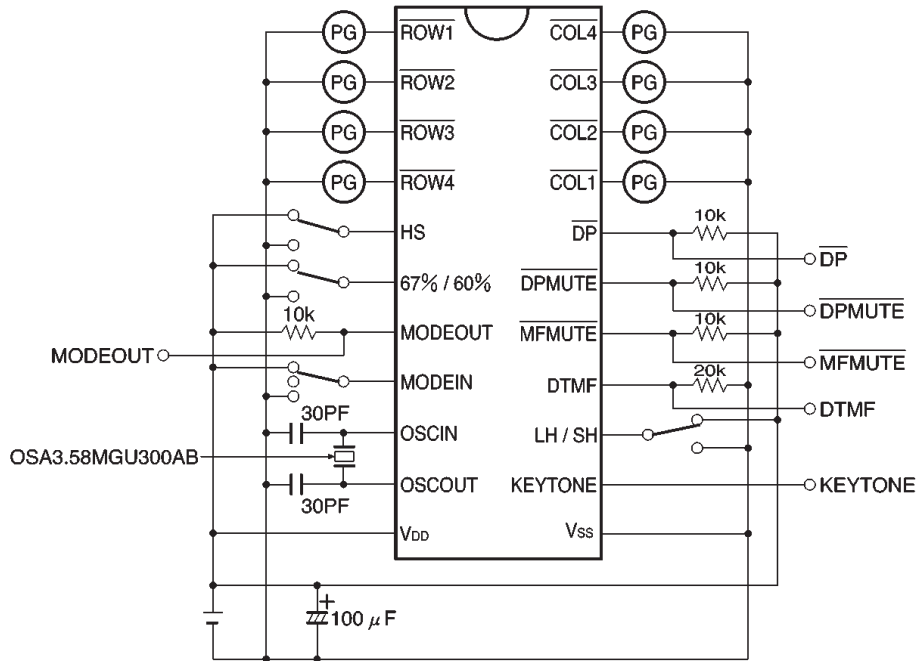 PG ROW1 COL4 PG
PG ROW2 COL3 PG
PG ROW3 COL2 PG
PG ROW4 COL1 PG
HS DP 10k
DP
67% / 60% DPMUTE 10k
DPMUTE
10k MODEOUT MFMUTE 10k
MODEOUT
MFMUTE
MODEIN DTMF 20k
DTMF
30PF
OSCIN LH / SH
OSA3.58MGU300AB
OSCOUT KEYTONE KEYTONE
30PF
VDD VSS
+
100 μF